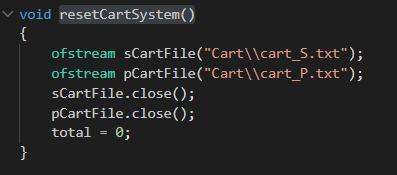 void resetCartSystem()
{
    ofstream sCartFile("Cart\\cart_S.txt");
    ofstream pCartFile("Cart\\cart_P.txt");
    sCartFile.close();
    pCartFile.close();
    total = 0;
}